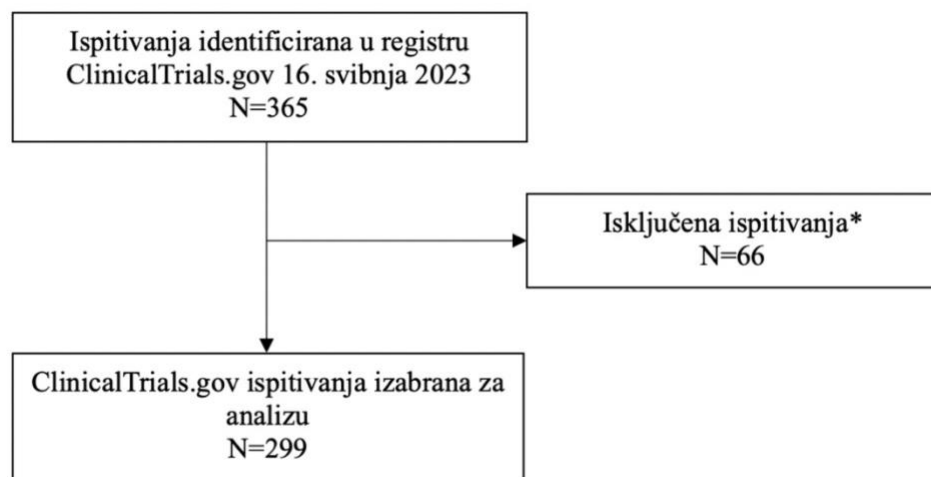 Ispitivanja identificirana u registru
ClinicalTrials.gov 16. svibnja 2023
N=365
Isključena ispitivanja*
N=66
ClinicalTrials.gov ispitivanja izabrana za
analizu
N=299